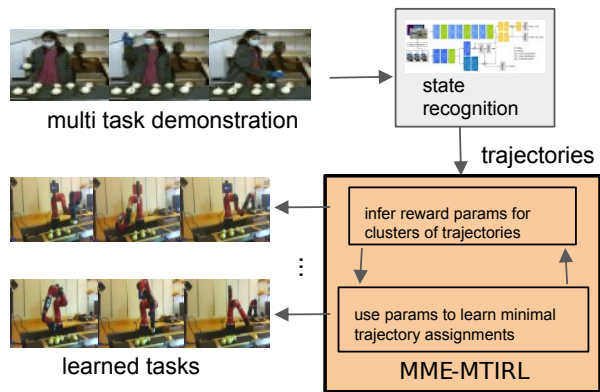 state
recognition
multi task demonstration
trajectories
infer reward params for
clusters of trajectories
...
use params to learn minimal
trajectory assignments
learned tasks
MME-MTIRL